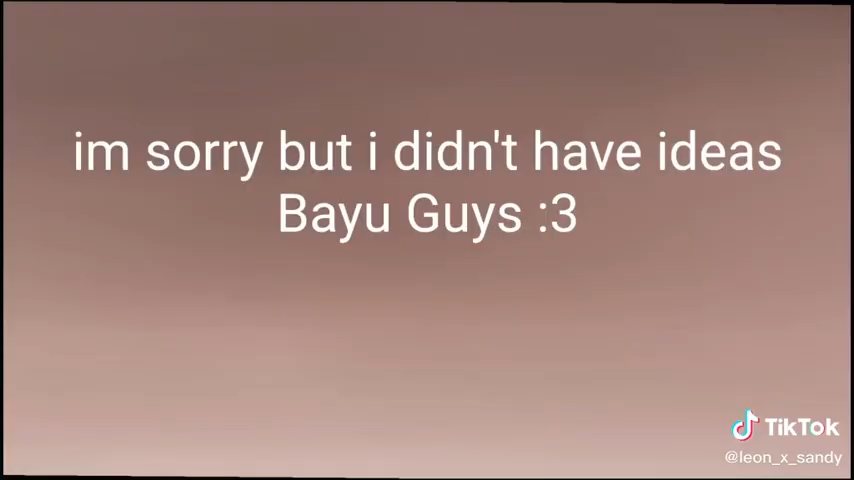 im sorry but i didn't have ideas
Bayu Guys :3
TikTok
@leon_x_sandy